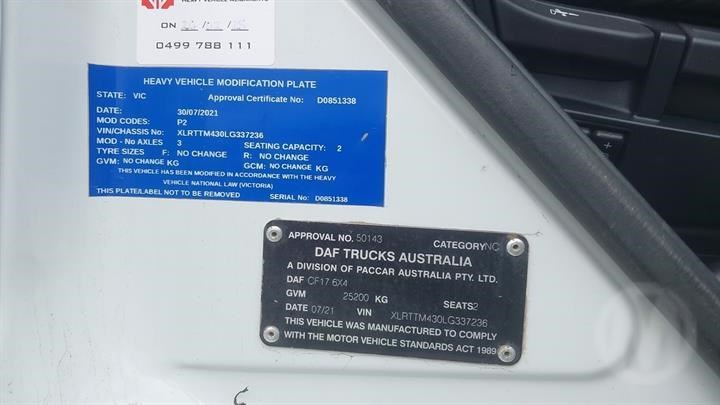 HEAVY VEHICLE
ON
0499 788 111
HEAVY VEHICLE MODIFICATION PLATE
STATE: VIC Approval Certificate No: D0851338
DATE: 30/07/2021
MOD CODES: P2
VIN/CHASSIS No: XLRTTM430LG337236
MOD - No AXLES 3 SEATING CAPACITY: 2
TYRE SIZES F: NO CHANGE R: NO CHANGE
GVM: NO CHANGE KG GCM: NO CHANGE KG
THIS VEHICLE HAS BEEN MODIFIED IN ACCORDANCE WITH THE HEAVY
VEHICLE NATIONAL LAW (VICTORIA)
THIS PLATE/LABEL NOT TO BE REMOVED SERIAL No: D0851338
APPROVAL NO. 50143 CATEGORY NC
DAF TRUCKS AUSTRALIA
A DIVISION OF PACCAR AUSTRALIA PTY. LTD.
DAF CF17 6X4
GVM 25200 KG SEATS 2
DATE 07/21 VIN XLRTTM430LG337236
THIS VEHICLE WAS MANUFACTURED TO COMPLY
WITH THE MOTOR VEHICLE STANDARDS ACT 1989